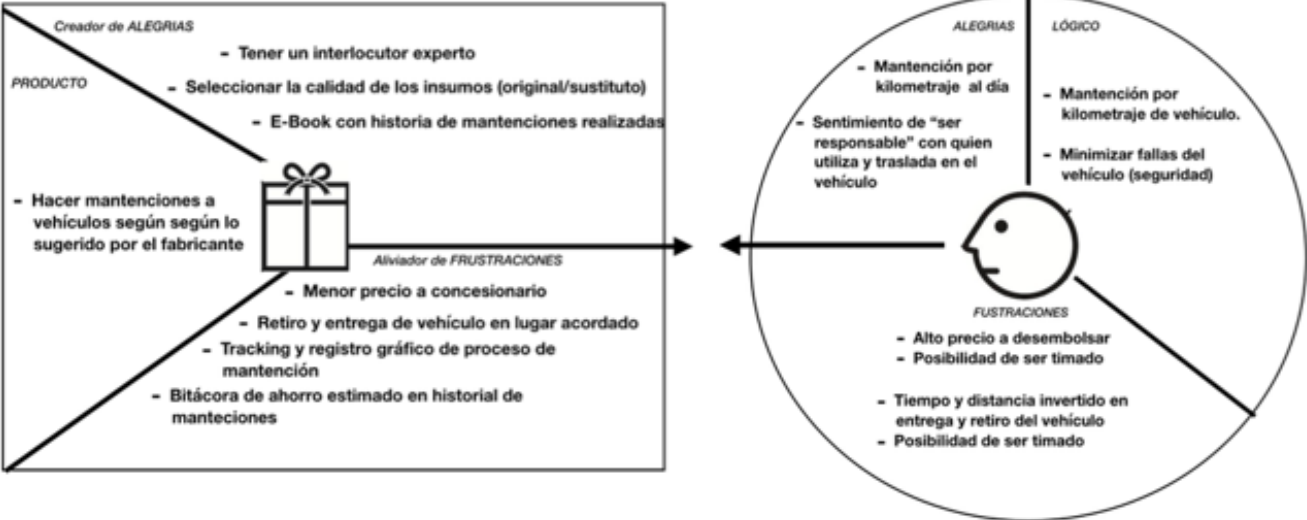 Creador de ALEGRIAS
- Tener un interlocutor experto
PRODUCTO
- Seleccionar la calidad de los insumos (original/sustituto)
- E-Book con historia de mantenciones realizadas
- Hacer mantenciones a
vehículos según según lo
sugerido por el fabricante
Aliviador de FRUSTRACIONES
- Menor precio a concesionario
- Retiro y entrega de vehículo en lugar acordado
- Tracking y registro gráfico de proceso de
mantención
- Bitácora de ahorro estimado en historial de
manteciones
ALEGRIAS
- Mantención por
kilometraje al día
- Sentimiento de “ser
responsable” con quien
utiliza y traslada en el
vehículo
LÓGICO
- Mantención por
kilometraje de vehículo.
- Minimizar fallas del
vehículo (seguridad)
FUSTRACIONES
- Alto precio a desembolsar
- Posibilidad de ser timado
- Tiempo y distancia invertido en
entrega y retiro del vehículo
- Posibilidad de ser timado